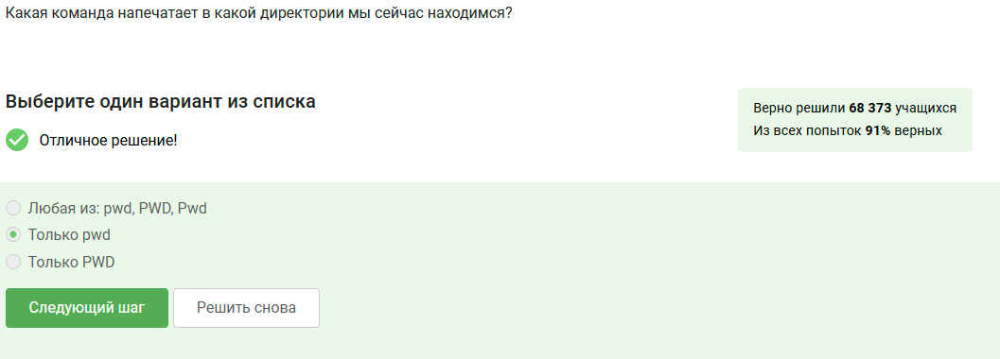 Какая команда напечатает в какой директории мы сейчас находимся?
Выберите один вариант из списка
Отличное решение!
Верно решили 68 373 учащихся
Из всех попыток 91% верных
Любая из: pwd, PWD, Pwd
Только pwd
Только PWD
Следующий шаг
Решить снова